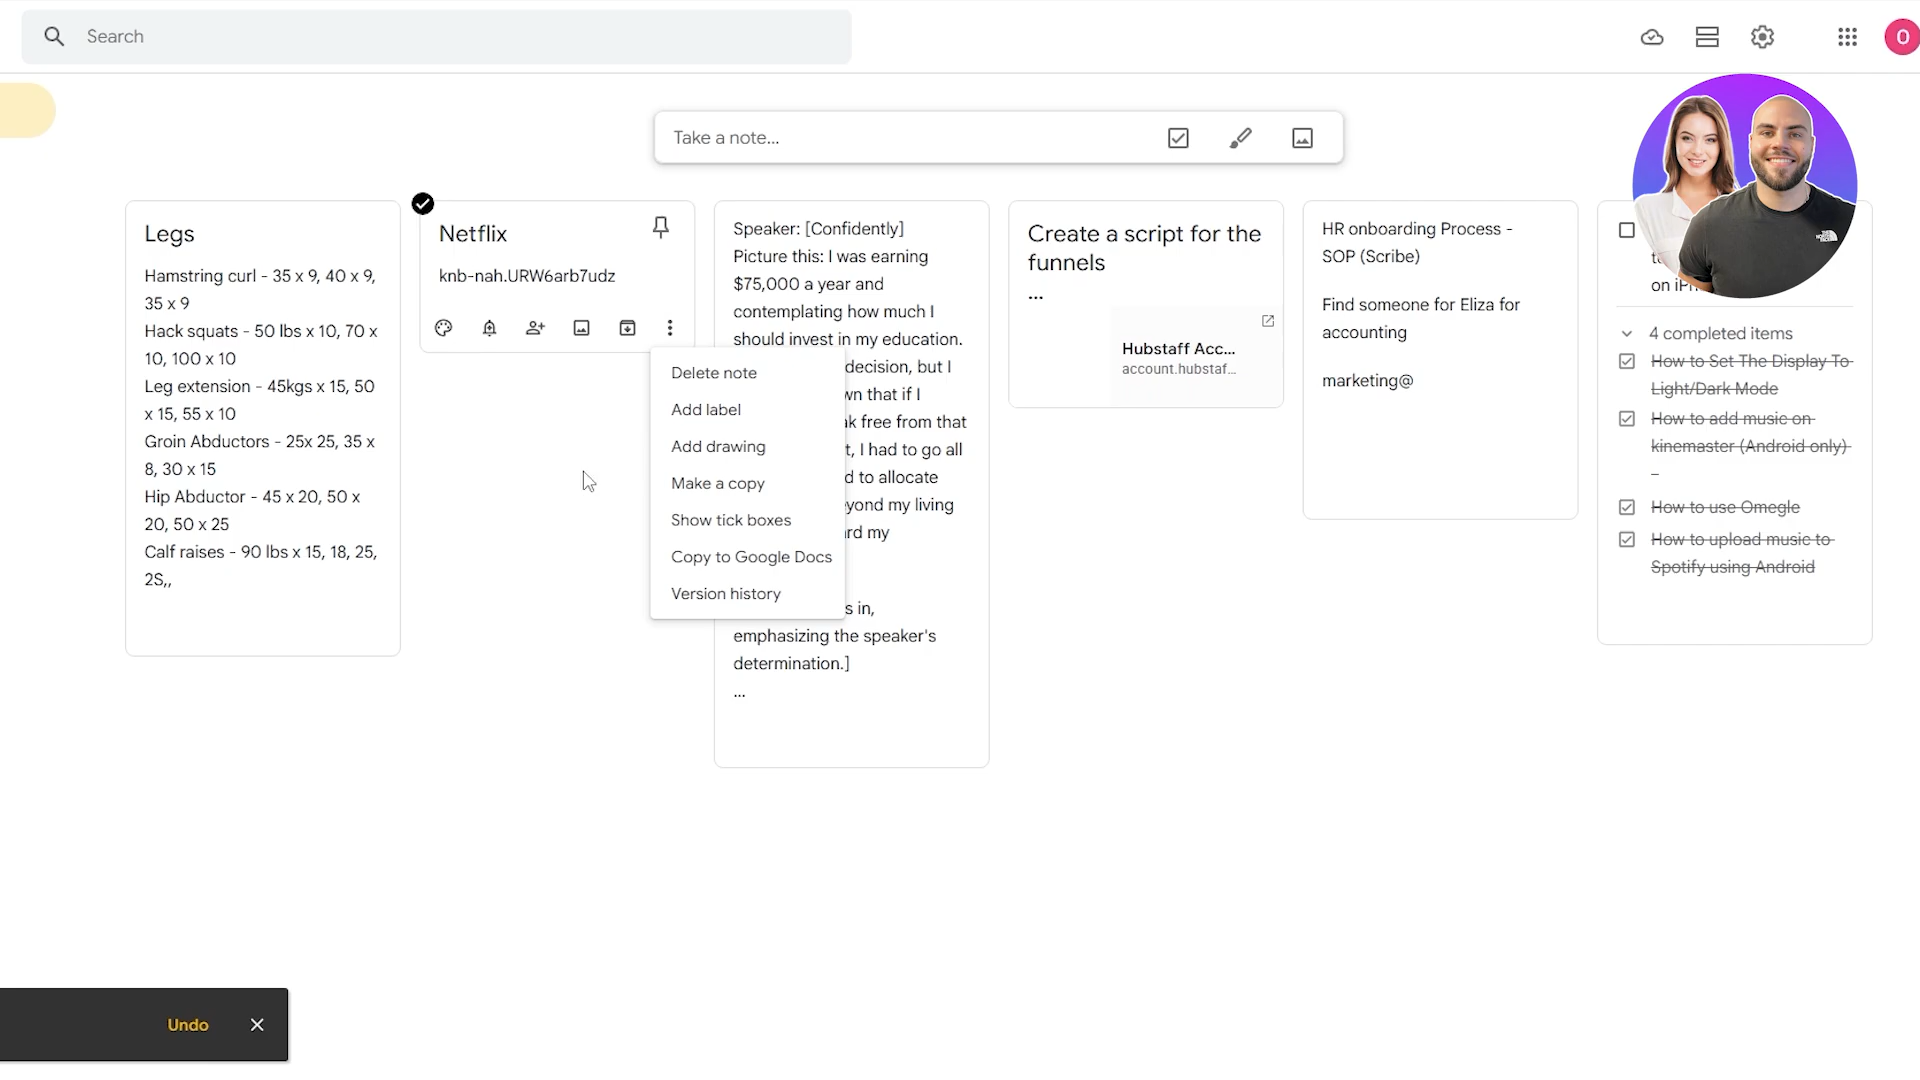 Search
O
Take a note...
Legs
Hamstring curl - 35 x 9, 40 x 9,
35 x 9
Hack squats - 50 lbs x 10, 70 x
10, 100 x 10
Leg extension - 45kgs x 15, 50
x 15, 55 x 10
Groin Abductors - 25x 25, 35 x
8, 30 x 15
Hip Abductor - 45 x 20, 50 x
20, 50 x 25
Calf raises - 90 lbs x 15, 18, 25,
2S,,
Netflix
knb-nah.URW6arb7udz
Delete note
Add label
Add drawing
Make a copy
Show tick boxes
Copy to Google Docs
Version history
Speaker: [Confidently]
Picture this: I was earning
$75,000 a year and
contemplating how much I
should invest in my education.
decision, but I
wn that if I
ak free from that
t, I had to go all
d to allocate
eyond my living
rd my
s in,
emphasizing the speaker's
determination.]
...
Create a script for the
funnels
...
Hubstaff Acc...
account.hubstaf...
HR onboarding Process -
SOP (Scribe)
Find someone for Eliza for
accounting
marketing@
on iPh
4 completed items
How to Set The Display To
Light/Dark Mode
How to add music on
kinemaster (Android only)
-
How to use Omegle
How to upload music to
Spotify using Android
Undo